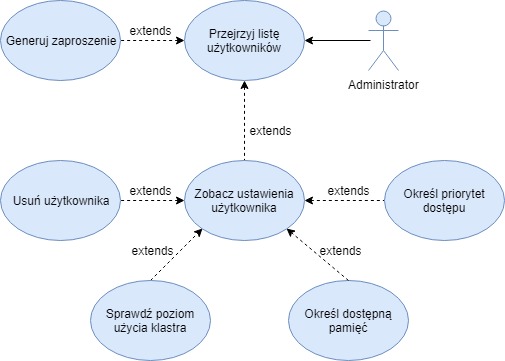 Generuj zaproszenie
extends
Przejrzyj listę
użytkowników
Administrator
extends
Usuń użytkownika
extends
Zobacz ustawienia
użytkownika
extends
Określ priorytet
dostępu
extends
extends
Sprawdź poziom
użycia klastra
Określ dostępną
pamięć